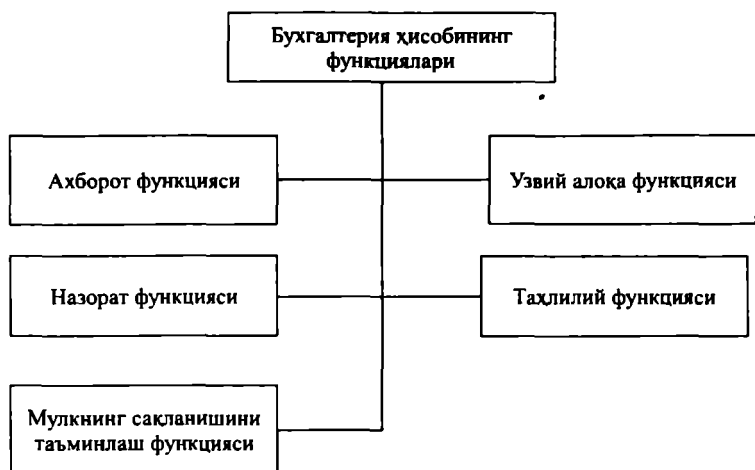 Бухгалтерия ҳисобининг
функциялари
Ахборот функцияси
Узвий алоқа функцияси
Назорат функцияси
Таҳлилий функцияси
Мулкнинг сақланишини
таъминлаш функцияси